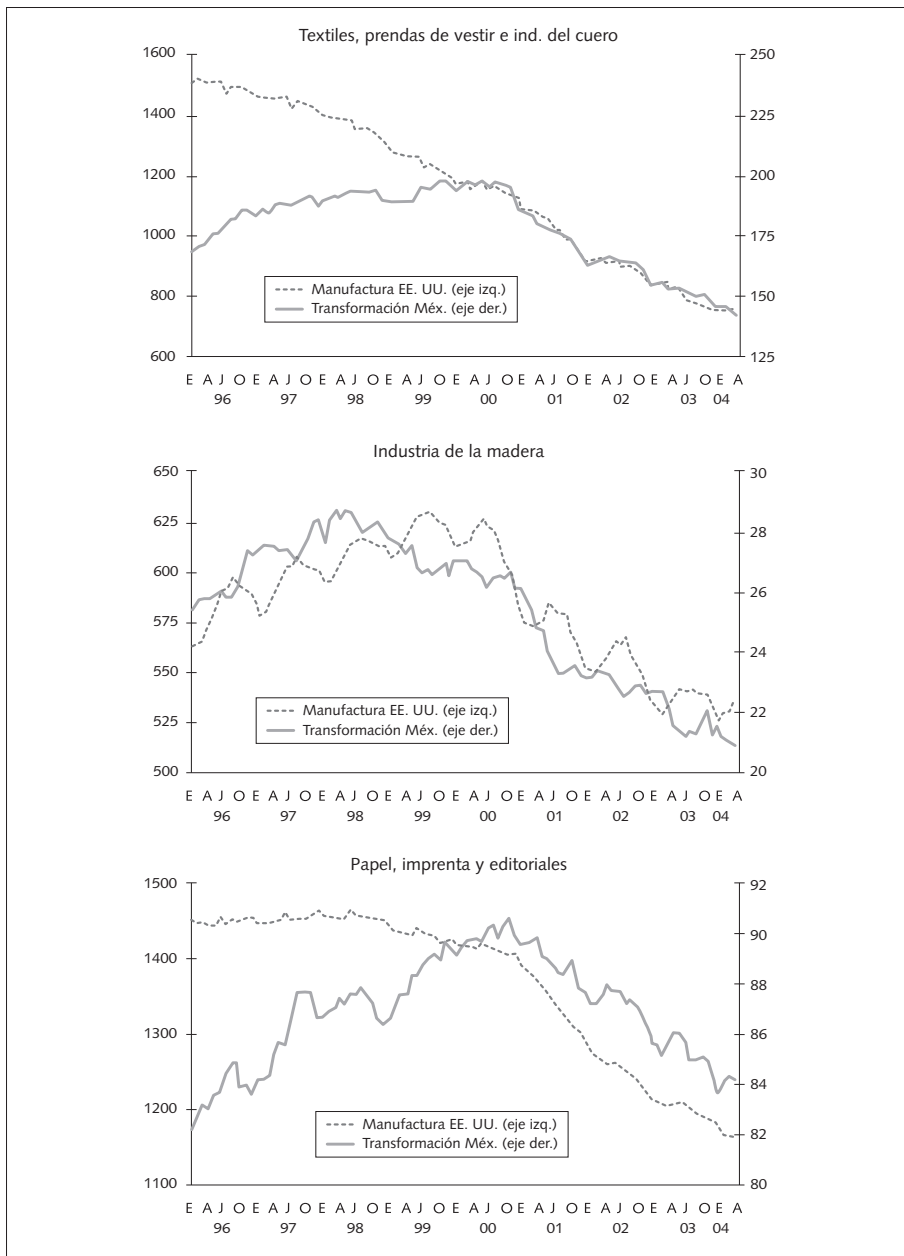 Textiles, prendas de vestir e ind. del cuero
1600
1400
1200
1000
800
600
250
225
200
175
150
125
Manufactura EE. UU. (eje izq.)
Transformación Méx. (eje der.)
E A J O E A J O E A J O E A J O E A J O E A J O E A J O E A J O E A
96 97 98 99 00 01 02 03 04
Industria de la madera
650
625
600
575
550
525
500
30
28
26
24
22
20
Manufactura EE. UU. (eje izq.)
Transformación Méx. (eje der.)
E A J O E A J O E A J O E A J O E A J O E A J O E A J O E A J O E A
96 97 98 99 00 01 02 03 04
Papel, imprenta y editoriales
1500
1400
1300
1200
1100
92
90
88
86
84
82
80
Manufactura EE. UU. (eje izq.)
Transformación Méx. (eje der.)
E A J O E A J O E A J O E A J O E A J O E A J O E A J O E A J O E A
96 97 98 99 00 01 02 03 04